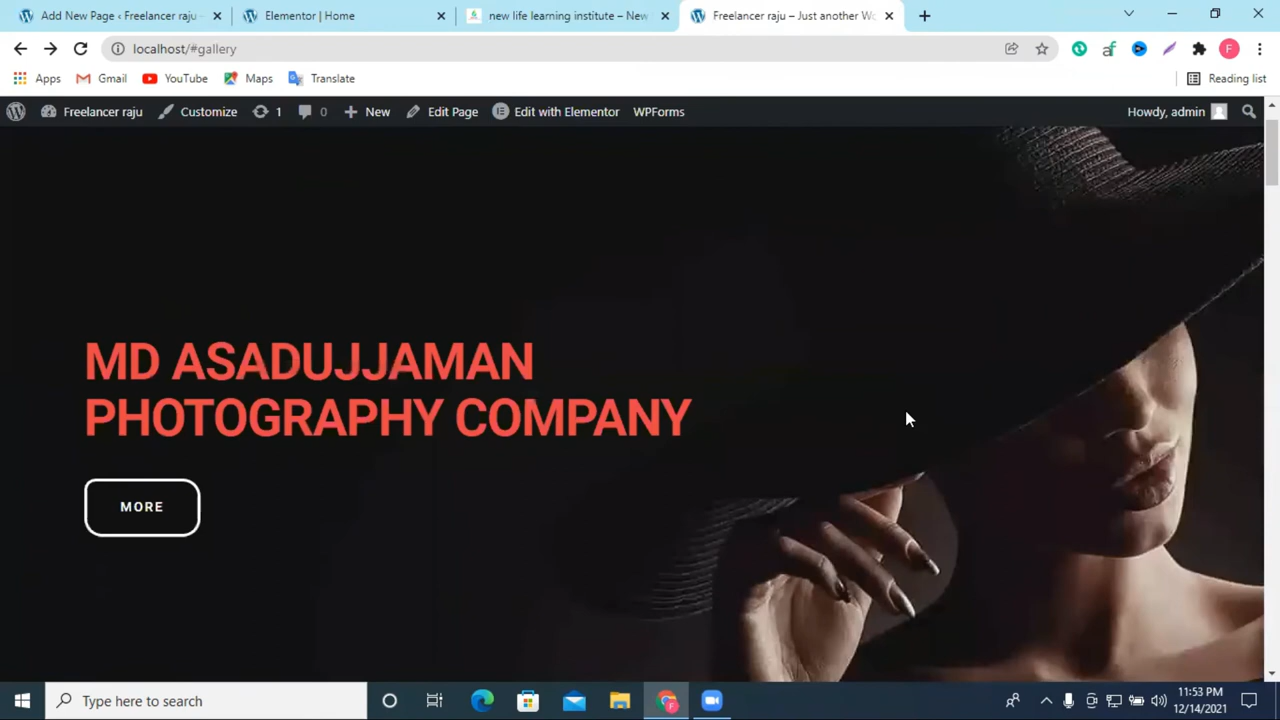 Add New Page ‹ Freelancer raju –
Elementor | Home
new life learning institute – New
Freelancer raju – Just another Wo
localhost/#gallery
F
Apps
Gmail
YouTube
Maps
Translate
Reading list
Freelancer raju
Customize
1
0
New
Edit Page
Edit with Elementor
WPForms
Howdy, admin
MD ASADUJJAMAN
PHOTOGRAPHY COMPANY
MORE
Type here to search
11:53 PM
12/14/2021